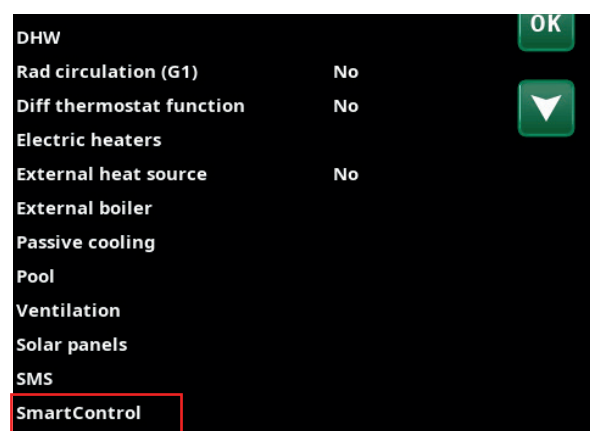 OK
DHW
Rad circulation (G1) No
Diff thermostat function No
Electric heaters
External heat source No
External boiler
Passive cooling
Pool
Ventilation
Solar panels
SMS
SmartControl